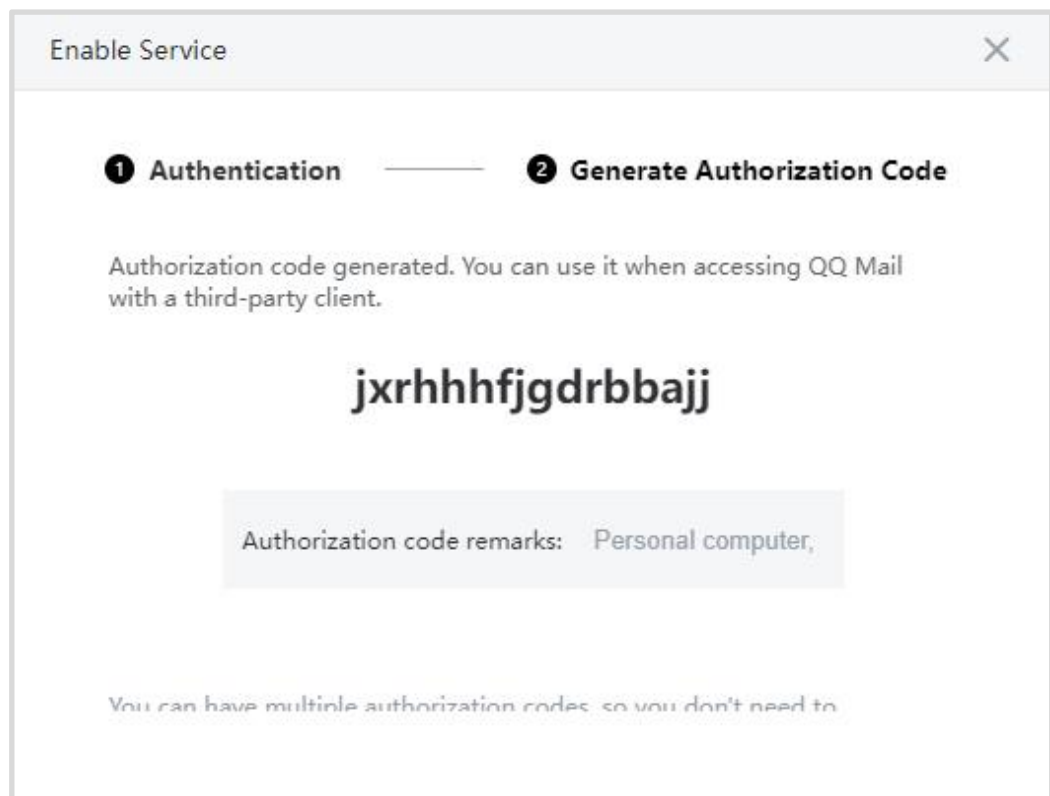 Enable Service
1 Authentication 2 Generate Authorization Code
Authorization code generated. You can use it when accessing QQ Mail
with a third-party client.
jxrhhhfjgdrbbajj
Authorization code remarks: Personal computer,
You can have multiple authorization codes, so you don't need to